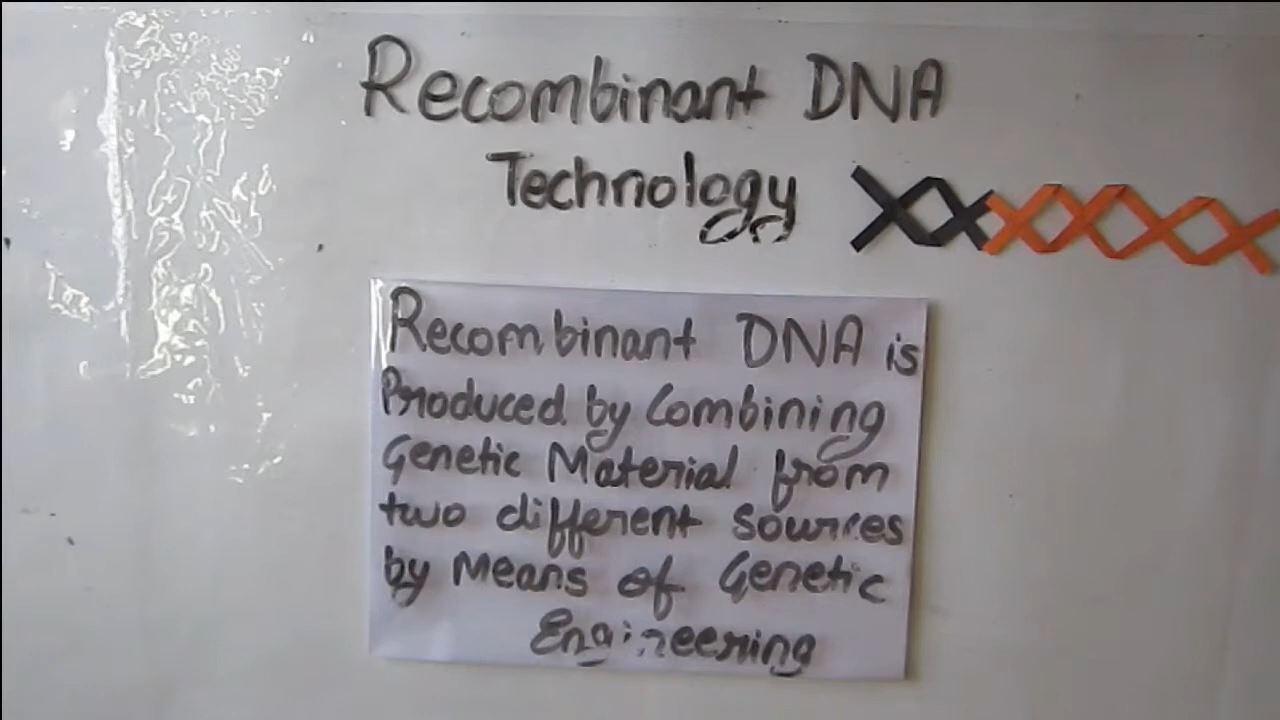 Recombinant DNA
Technology
Recombinant DNA is
Produced by Combining
Genetic Material from
two different sources
by Means of Genetic
Engineering